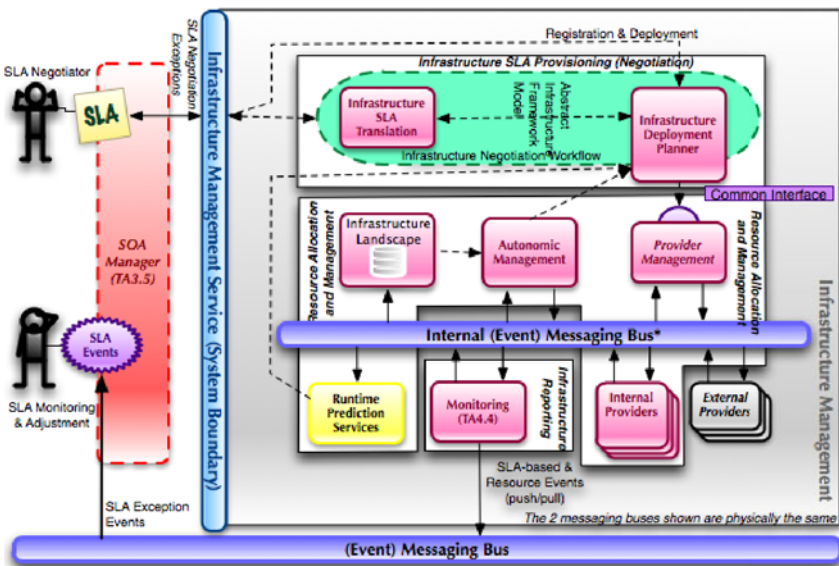 SLA Negotiator
SLA
SLA Negotiation
Exceptions
Infrastructure Management Service (System Boundary)
Registration & Deployment
Infrastructure SLA Provisioning (Negotiation)
Infrastructure
SLA
Translation
Abstract
Infrastructure
Framework
Model
Infrastructure
Deployment
Planner
Infrastructure Negotiation Workflow
Common Interface
SOA
Manager
(TA3.5)
Resource Allocation
and Management
Infrastructure
Landscape
Autonomic
Management
Provider
Management
Resource Allocation
and Management
Infrastructure Management
SLA
Events
SLA Monitoring
& Adjustment
Internal (Event) Messaging Bus*
Runtime
Prediction
Services
Monitoring
(TA4.4)
Infrastructure
Reporting
Internal
Providers
External
Providers
SLA-based &
Resource Events
(push/pull)
SLA Exception
Events
The 2 messaging buses shown are physically the same
(Event) Messaging Bus